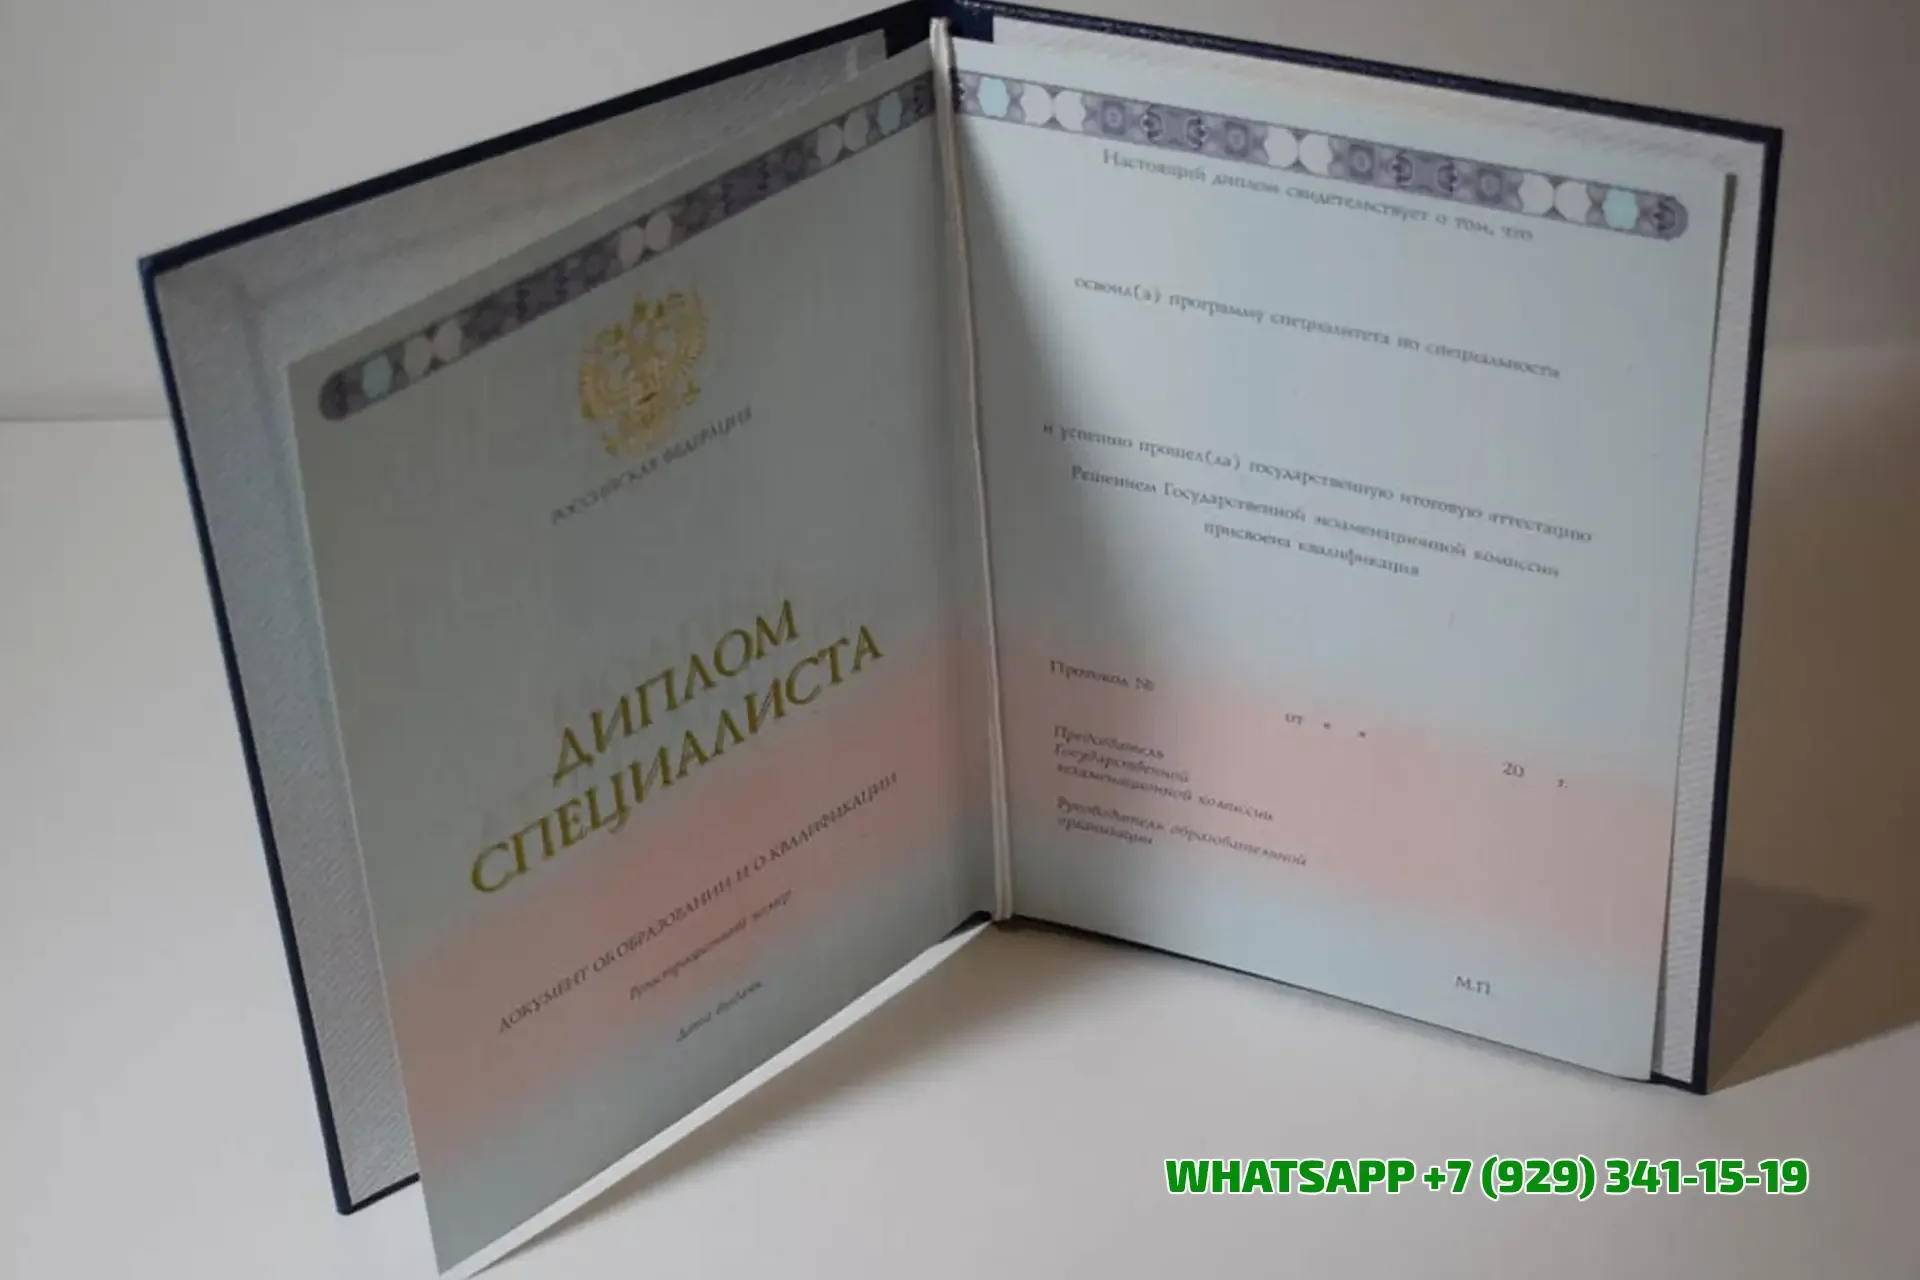 РОССИЙСКАЯ ФЕДЕРАЦИЯ
ДИПЛОМ
СПЕЦИАЛИСТА
ДОКУМЕНТ ОБ ОБРАЗОВАНИИ И О КВАЛИФИКАЦИИ
Регистрационный номер
Дата выдачи
Настоящий диплом свидетельствует о том, что
освоил(а) программу специалитета по специальности
и успешно прошел(ла) государственную итоговую аттестацию
Решением Государственной экзаменационной комиссии
присвоена квалификация
Протокол №
от « » 20 г.
Председатель
Государственной
экзаменационной комиссии
Руководитель образовательной
организации
М.П.
WHATSAPP +7 (929) 341-15-19